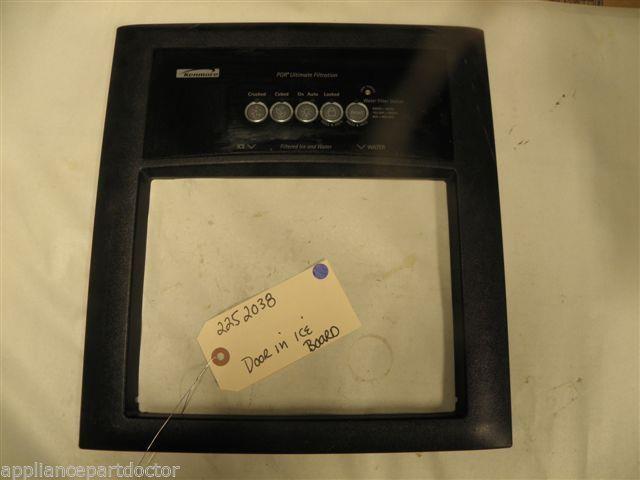 Kenmore
PUR® Ultimate Filtration
Crushed Cubed On Auto Locked
Water Filter Status
ICE Filtered Ice and Water WATER
2252038
DOOR in ICE
BOARD
appliancepartdoctor